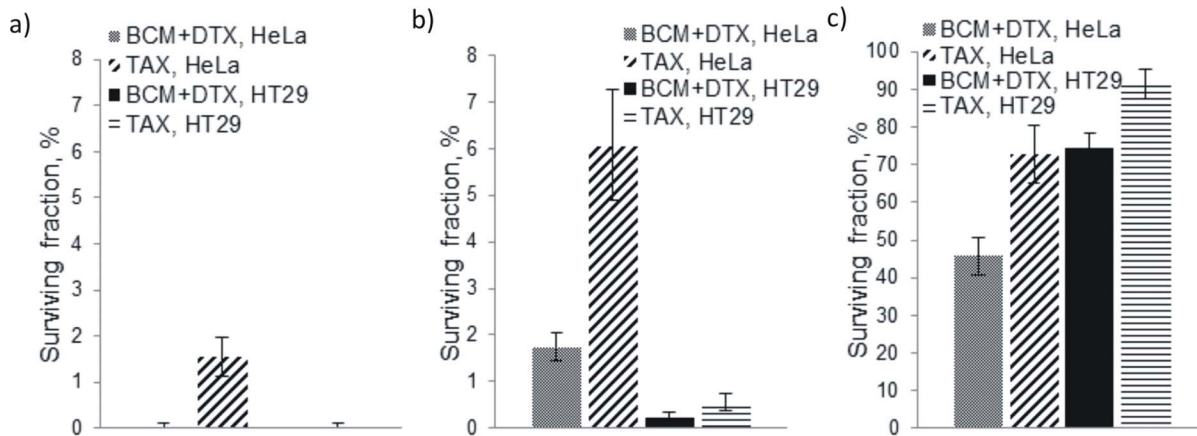 a)
BCM+DTX, HeLa
TAX, HeLa
BCM+DTX, HT29
TAX, HT29
Surviving fraction, %
8
7
6
5
4
3
2
1
0
b)
BCM+DTX, HeLa
TAX, HeLa
BCM+DTX, HT29
TAX, HT29
Surviving fraction, %
8
7
6
5
4
3
2
1
0
c)
BCM+DTX, HeLa
TAX, HeLa
BCM+DTX, HT29
TAX, HT29
Surviving fraction, %
100
90
80
70
60
50
40
30
20
10
0